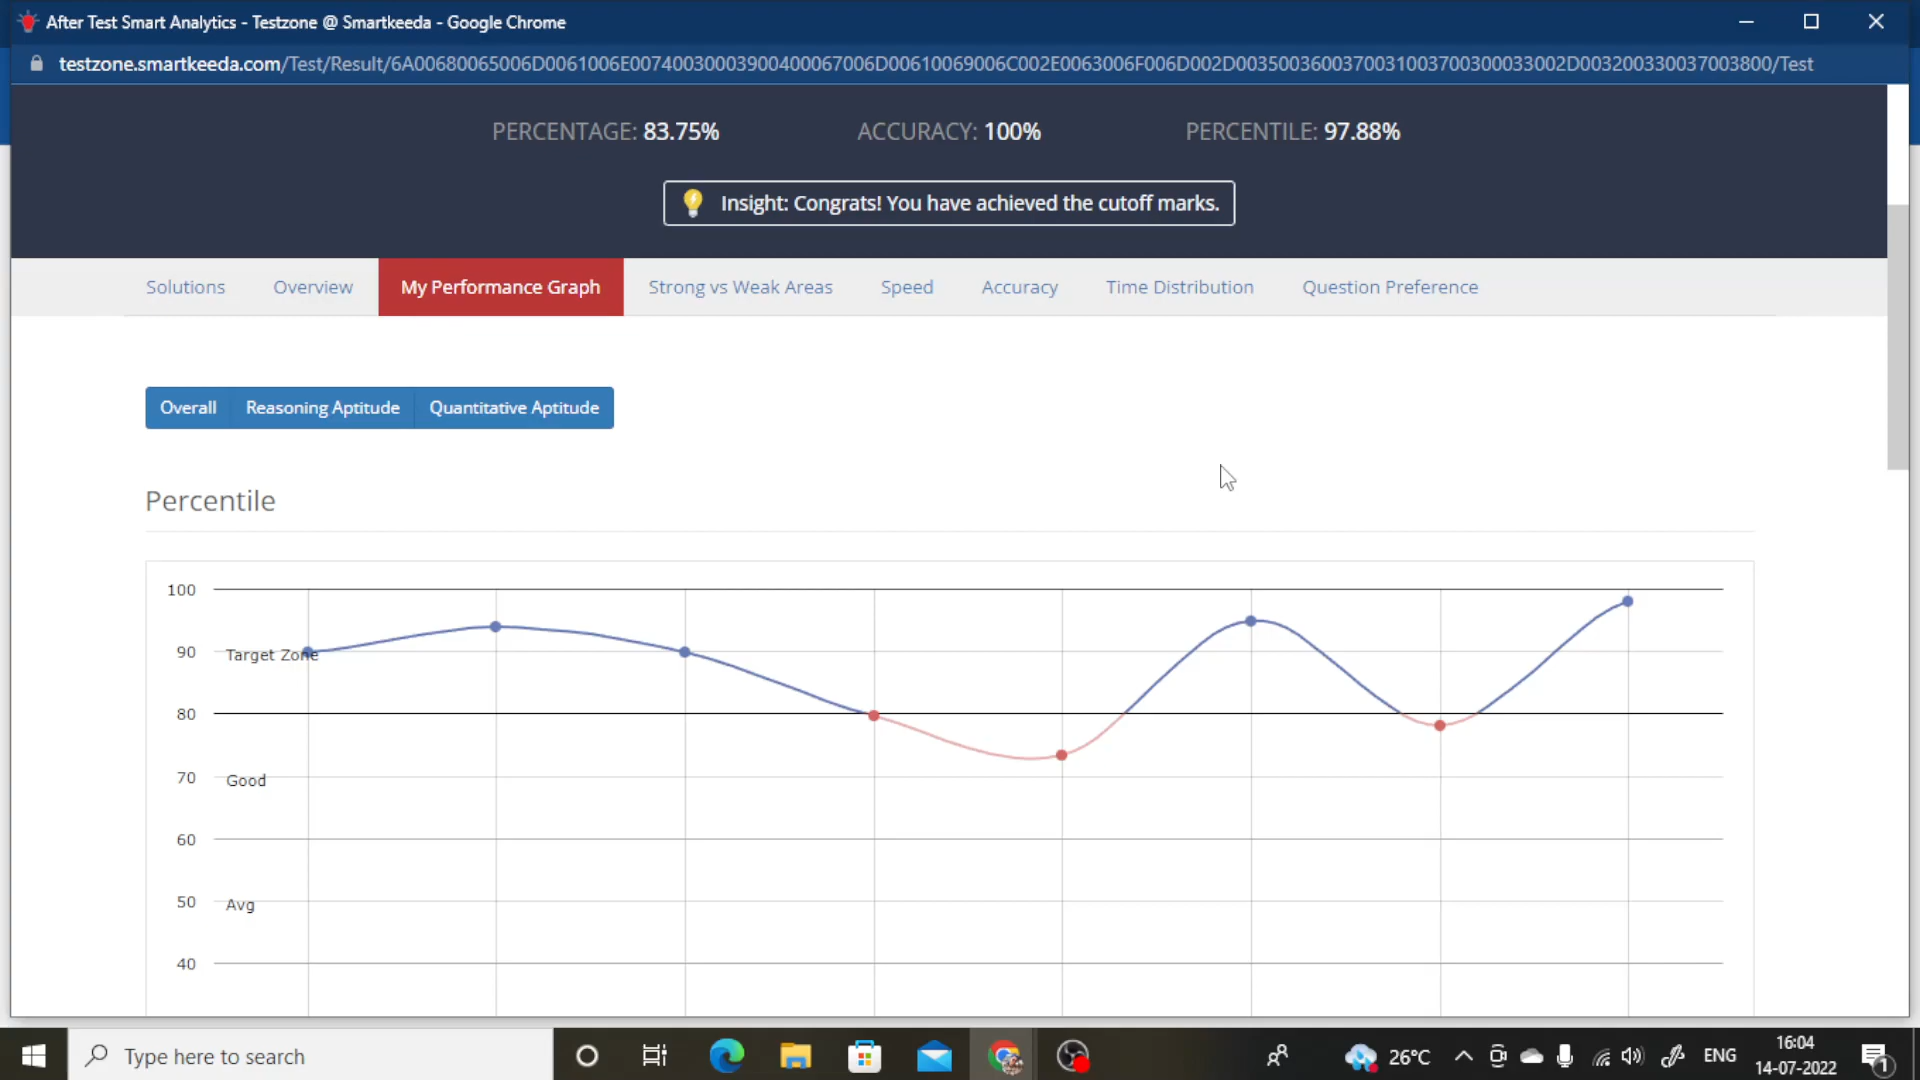 After Test Smart Analytics - Testzone @ Smartkeeda - Google Chrome
testzone.smartkeeda.com/Test/Result/6A00680065006D0061006E00740030003900400067006D00610069006C002E0063006F006D002D0035003600370031003700300033002D003200330037003800/Test
PERCENTAGE: 83.75% ACCURACY: 100% PERCENTILE: 97.88%
Insight: Congrats! You have achieved the cutoff marks.
Solutions Overview My Performance Graph Strong vs Weak Areas Speed Accuracy Time Distribution Question Preference
Overall Reasoning Aptitude Quantitative Aptitude
Percentile
100
90 Target Zone
80
70 Good
60
50 Avg
40
Type here to search 26°C ENG 16:04
14-07-2022 1